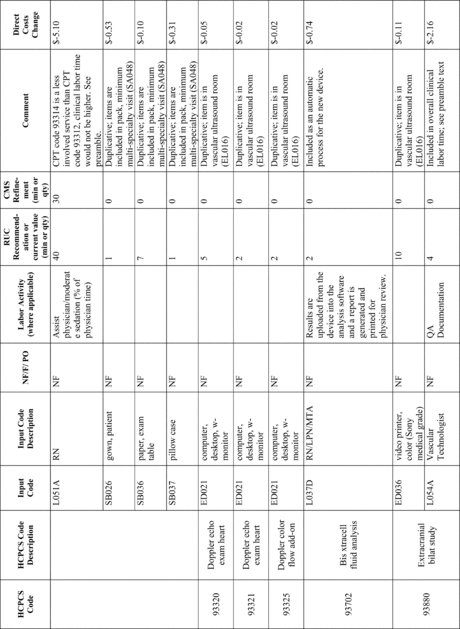 HCPCS
Code
HCPCS Code
Description
Input
Code
Input Code
Description
NF/F/ PO
Labor Activity
(where applicable)
RUC
Recommend-
ation or
current value
(min or qty)
CMS
Refine-
ment
(min or
qty)
Comment
Direct
Costs
Change
L051A
RN
NF
Assist
physician/moderat
e sedation (% of
physician time)
40
30
CPT code 93314 is a less
involved service than CPT
code 93312, clinical labor time
would not be higher. See
preamble.
$-5.10
SB026
gown, patient
NF
1
0
Duplicative; items are
included in pack, minimum
multi-specialty visit (SA048)
$-0.53
SB036
paper, exam
table
NF
7
0
Duplicative; items are
included in pack, minimum
multi-specialty visit (SA048)
$-0.10
SB037
pillow case
NF
1
0
Duplicative; items are
included in pack, minimum
multi-specialty visit (SA048)
$-0.31
93320
Doppler echo
exam heart
ED021
computer,
desktop, w-
monitor
NF
5
0
Duplicative; item is in
vascular ultrasound room
(EL016)
$-0.05
93321
Doppler echo
exam heart
ED021
computer,
desktop, w-
monitor
NF
2
0
Duplicative; item is in
vascular ultrasound room
(EL016)
$-0.02
93325
Doppler color
flow add-on
ED021
computer,
desktop, w-
monitor
NF
2
0
Duplicative; item is in
vascular ultrasound room
(EL016)
$-0.02
93702
Bis xtracell
fluid analysis
L037D
RN/LPN/MTA
NF
Results are
uploaded from the
device into the
analysis software
and a report is
generated and
printed for
physician review.
2
0
Included as an automatic
process for the new device.
$-0.74
93880
Extracranial
bilat study
ED036
video printer,
color (Sony
medical grade)
NF
10
0
Duplicative; item is in
vascular ultrasound room
(EL016)
$-0.11
L054A
Vascular
Technologist
NF
QA
Documentation
4
0
Included in overall clinical
labor time; see preamble text
$-2.16